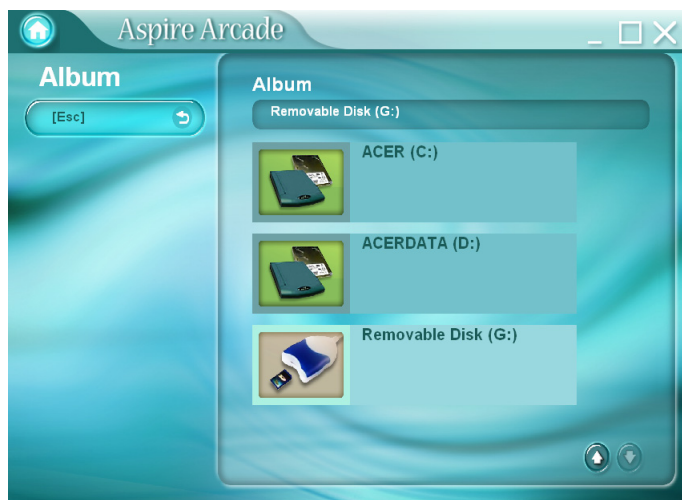 Aspire Arcade
Album
[Esc]
Album
Removable Disk (G:)
ACER (C:)
ACERDATA (D:)
Removable Disk (G:)